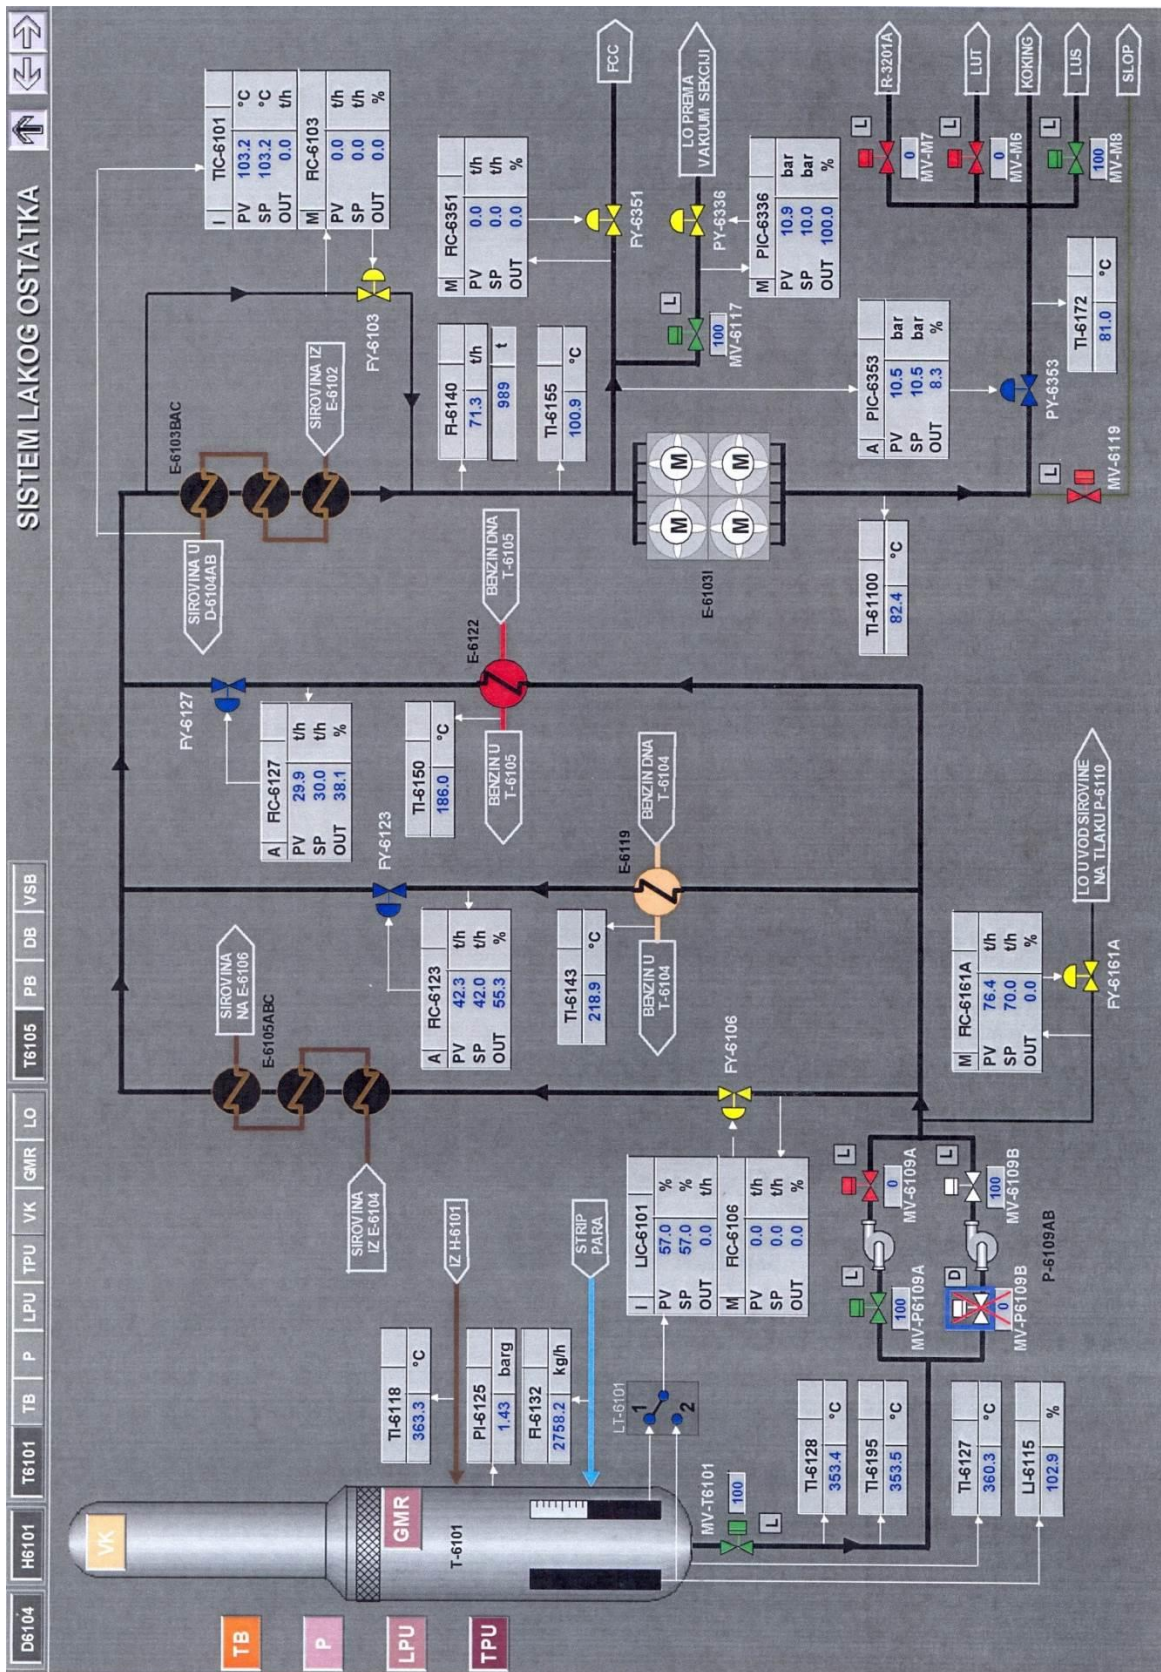 SISTEM LAKOG OSTATKA
D6104
H6101
T6101
TB
P
LPU
TPU
VK
GMR
LO
T6105
PB
DB
VSB
TB
P
LPU
TPU
VK
GMR
T-6101
TI-6118
363.3 °C
PI-6125
1.43 barg
FI-6132
2758.2 kg/h
IZ H-6101
STRIP
PARA
LT-6101
1
2
MV-T6101
100
L
TI-6128
353.4 °C
TI-6195
353.5 °C
TI-6127
360.3 °C
LI-6115
102.9 %
I LIC-6101
PV 57.0 %
SP 57.0 %
OUT 0.0 t/h
M FIC-6106
PV 0.0 t/h
SP 0.0 t/h
OUT 0.0 %
FY-6106
L
100
MV-P6109A
D
0
MV-P6109B
L
0
MV-6109A
L
100
MV-6109B
P-6109AB
M FIC-6161A
PV 76.4 t/h
SP 70.0 t/h
OUT 0.0 %
FY-6161A
LO U VOD SIROVINE
NA TLAKU P-6110
SIROVINA
IZ E-6104
SIROVINA
NA E-6106
E-6105ABC
A FIC-6123
PV 42.3 t/h
SP 42.0 t/h
OUT 55.3 %
FY-6123
TI-6143
218.9 °C
E-6119
BENZIN U
T-6104
BENZIN DNA
T-6104
A FIC-6127
PV 29.9 t/h
SP 30.0 t/h
OUT 38.1 %
FY-6127
TI-6150
186.0 °C
E-6122
BENZIN U
T-6105
BENZIN DNA
T-6105
SIROVINA U
D-6104AB
E-6103BAC
SIROVINA IZ
E-6102
I TIC-6101
PV 103.2 °C
SP 103.2 °C
OUT 0.0 t/h
M FIC-6103
PV 0.0 t/h
SP 0.0 t/h
OUT 0.0 %
FY-6103
FI-6140
71.3 t/h
989 t
TI-6155
100.9 °C
M FIC-6351
PV 0.0 t/h
SP 0.0 t/h
OUT 0.0 %
FY-6351
FCC
L
100
MV-6117
PY-6336
LO PREMA
VAKUUM SEKCIJI
M PIC-6336
PV 10.9 bar
SP 10.0 bar
OUT 100.0 %
M
M
M
M
E-6103I
TI-61100
82.4 °C
A PIC-6353
PV 10.5 bar
SP 10.5 bar
OUT 8.3 %
PY-6353
L
MV-6119
TI-6172
81.0 °C
L
0
MV-M7
R-3201A
L
0
MV-M6
LUT
KOKING
L
100
MV-M8
LUS
SLOP